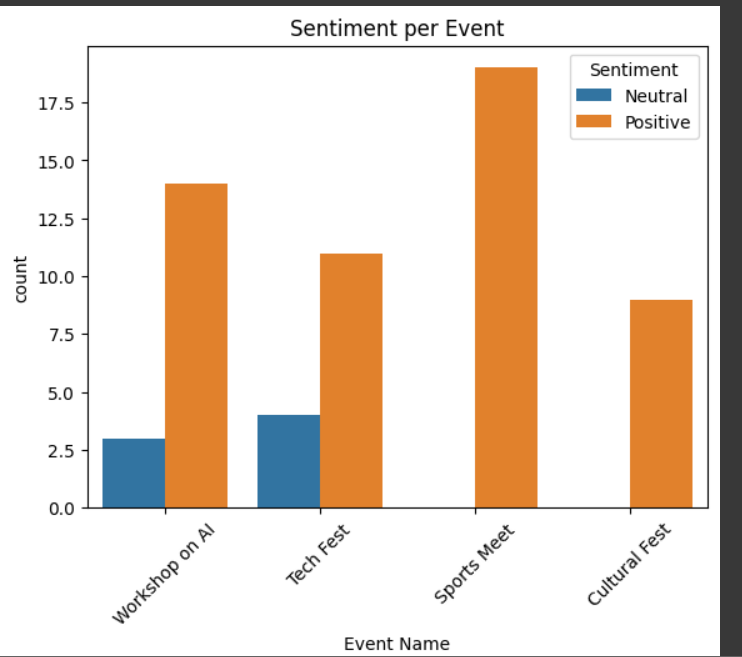 Sentiment per Event
Sentiment
Neutral
Positive
17.5
15.0
12.5
10.0
7.5
5.0
2.5
0.0
count
Workshop on AI
Tech Fest
Sports Meet
Cultural Fest
Event Name